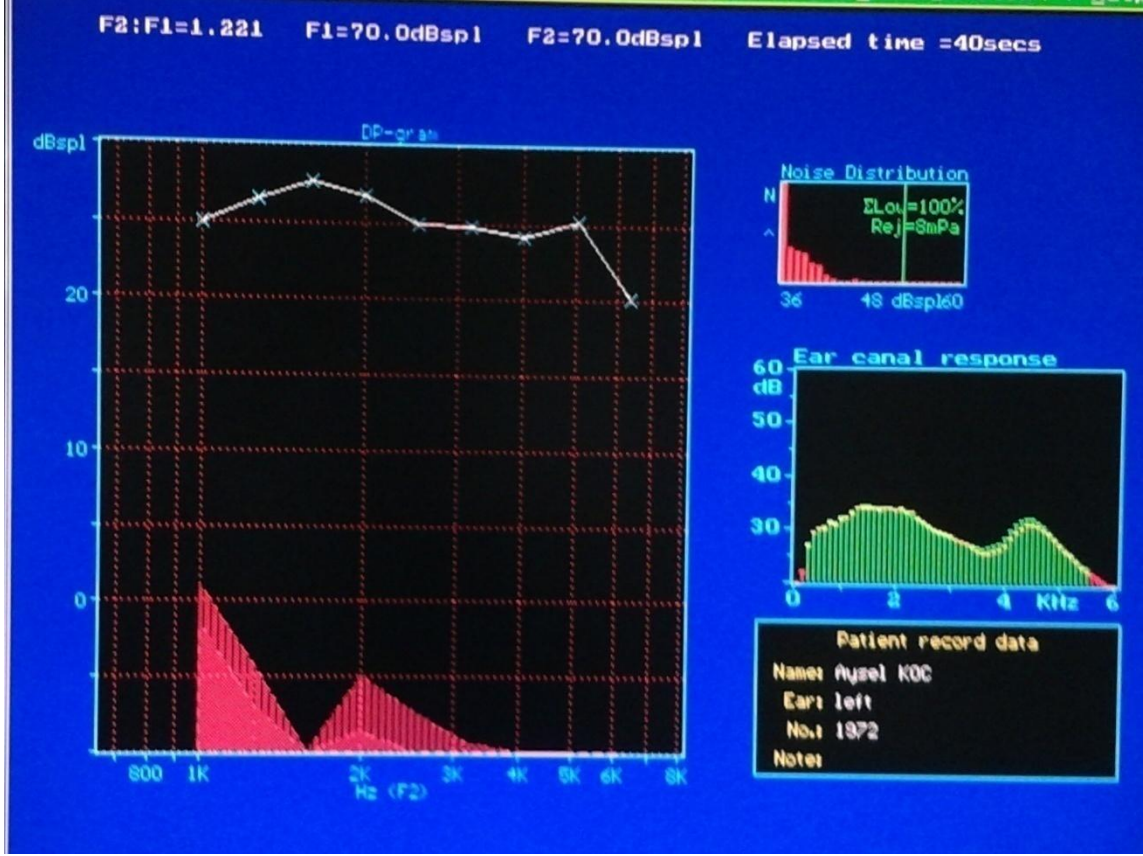 F2:F1=1.221 F1=70.0dBspl F2=70.0dBspl Elapsed time =40secs
DP-gram
dBspl
20
10
0
800 1K 2K 3K 4K 5K 6K 8K
Hz (F2)
Noise Distribution
N
^
ΣLow=100%
Rej=8mPa
36 48 dBspl60
Ear canal response
60
dB
50
40
30
0 2 4 KHz 6
Patient record data
Name: Aysel KOC
Ear: left
No.: 1972
Note: